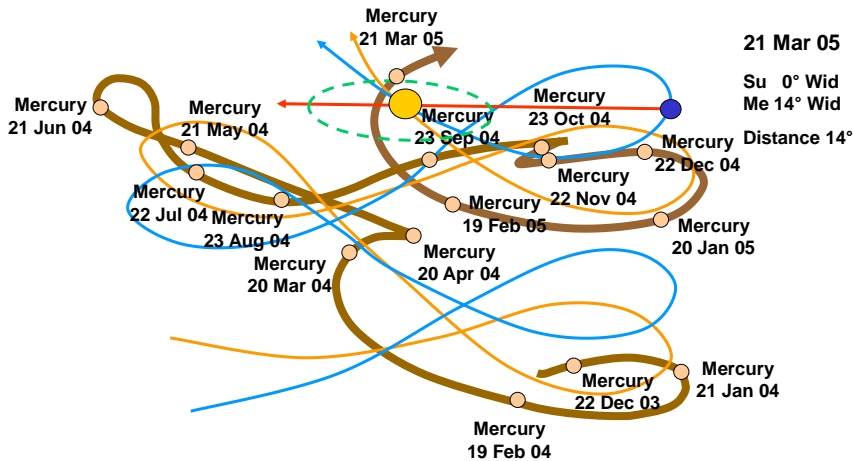 Mercury
21 Mar 05
21 Mar 05
Su 0° Wid
Me 14° Wid
Distance 14°
Mercury
21 Jun 04
Mercury
21 May 04
Mercury
23 Sep 04
Mercury
23 Oct 04
Mercury
22 Dec 04
Mercury
22 Jul 04
Mercury
23 Aug 04
Mercury
22 Nov 04
Mercury
19 Feb 05
Mercury
20 Jan 05
Mercury
20 Mar 04
Mercury
20 Apr 04
Mercury
22 Dec 03
Mercury
21 Jan 04
Mercury
19 Feb 04